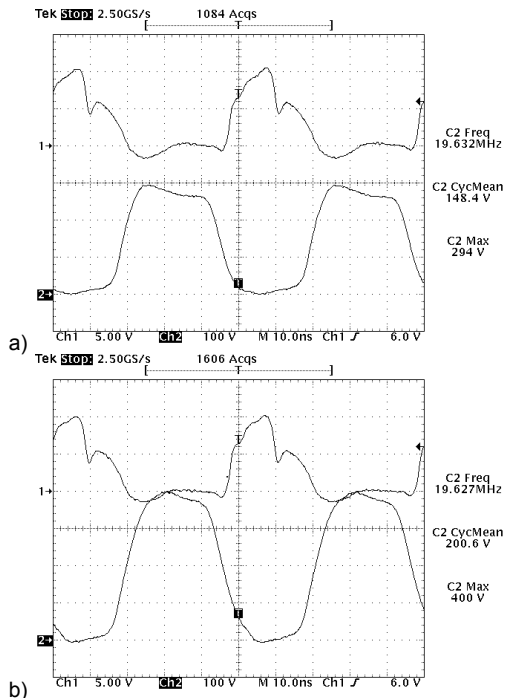 Tek Stop: 2.50GS/s 1084 Acqs
T
1→
C2 Freq
19.632MHz
C2 CycMean
148.4 V
C2 Max
294 V
T
2→
Ch1 5.00 V Ch2 100 V M 10.0ns Ch1 6.0 V
a)
Tek Stop: 2.50GS/s 1606 Acqs
T
1→
C2 Freq
19.627MHz
C2 CycMean
200.6 V
C2 Max
400 V
T
2→
Ch1 5.00 V Ch2 100 V M 10.0ns Ch1 6.0 V
b)